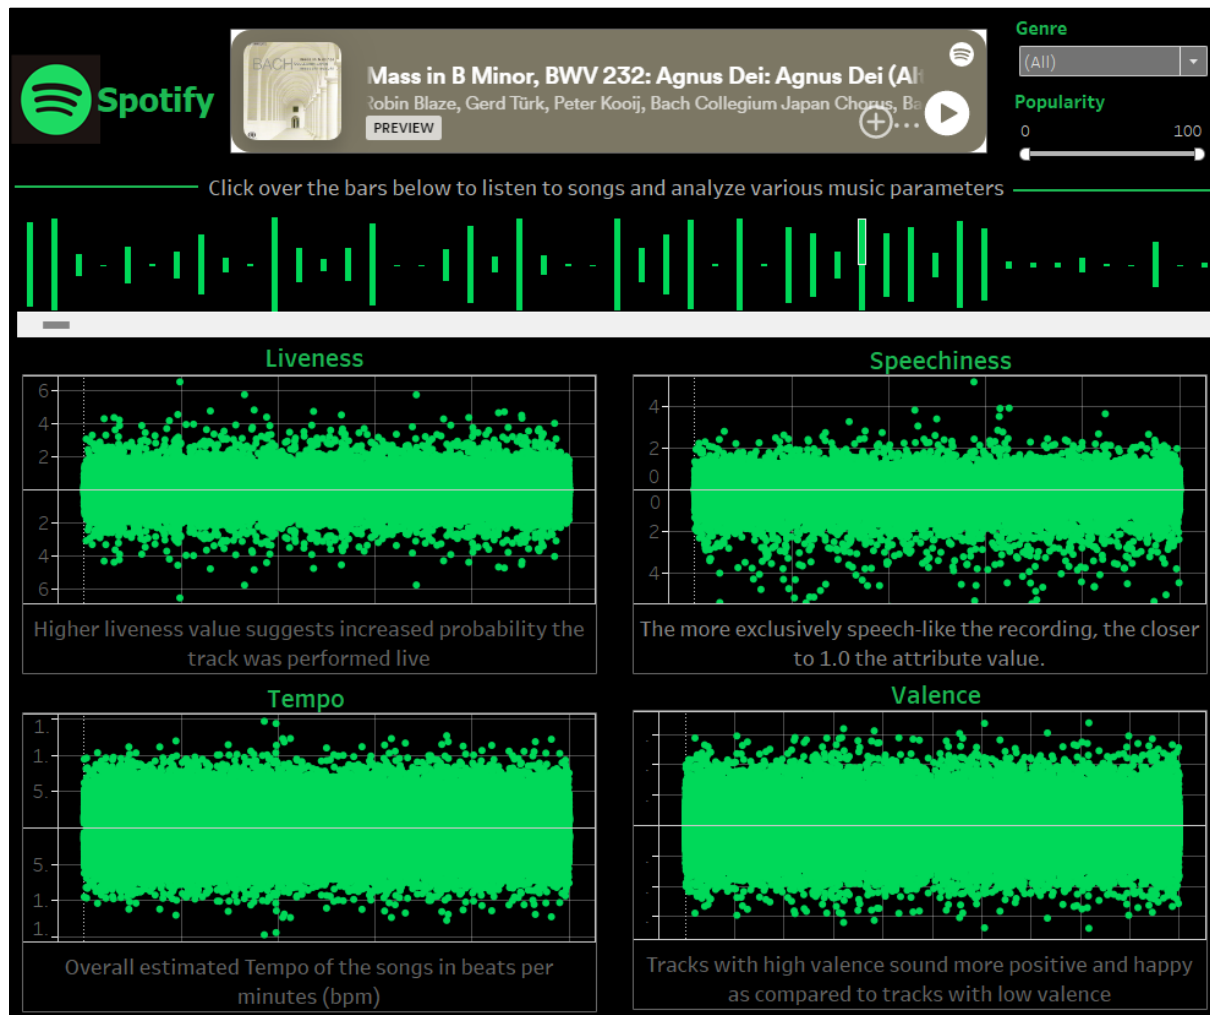 Spotify
BACH MASS IN B MINOR
Mass in B Minor, BWV 232: Agnus Dei: Agnus Dei (Al
Robin Blaze, Gerd Türk, Peter Kooij, Bach Collegium Japan Chorus, Ba
PREVIEW
Genre
(All)
Popularity
0 100
Click over the bars below to listen to songs and analyze various music parameters
Liveness
6
4
2
2
4
6
Higher liveness value suggests increased probability the
track was performed live
Speechiness
4
2
0
0
2
4
The more exclusively speech-like the recording, the closer
to 1.0 the attribute value.
Tempo
1.
1.
5.
5.
1.
1.
Overall estimated Tempo of the songs in beats per
minutes (bpm)
Valence
Tracks with high valence sound more positive and happy
as compared to tracks with low valence